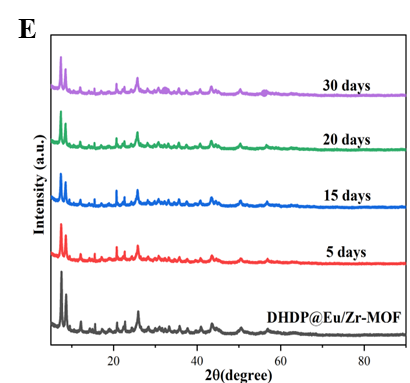 E
30 days
20 days
15 days
5 days
DHDP@Eu/Zr-MOF
Intensity (a.u.)
20 40 60 80
2θ(degree)